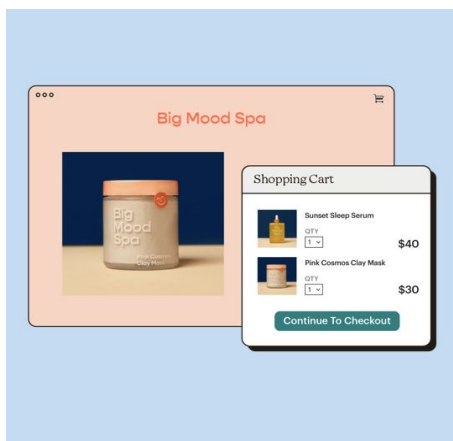 Big Mood Spa
Big
Mood
Spa
Pink Cosmos
Clay Mask
Shopping Cart
Sunset Sleep Serum
QTY
1
$40
Pink Cosmos Clay Mask
QTY
1
$30
Continue To Checkout